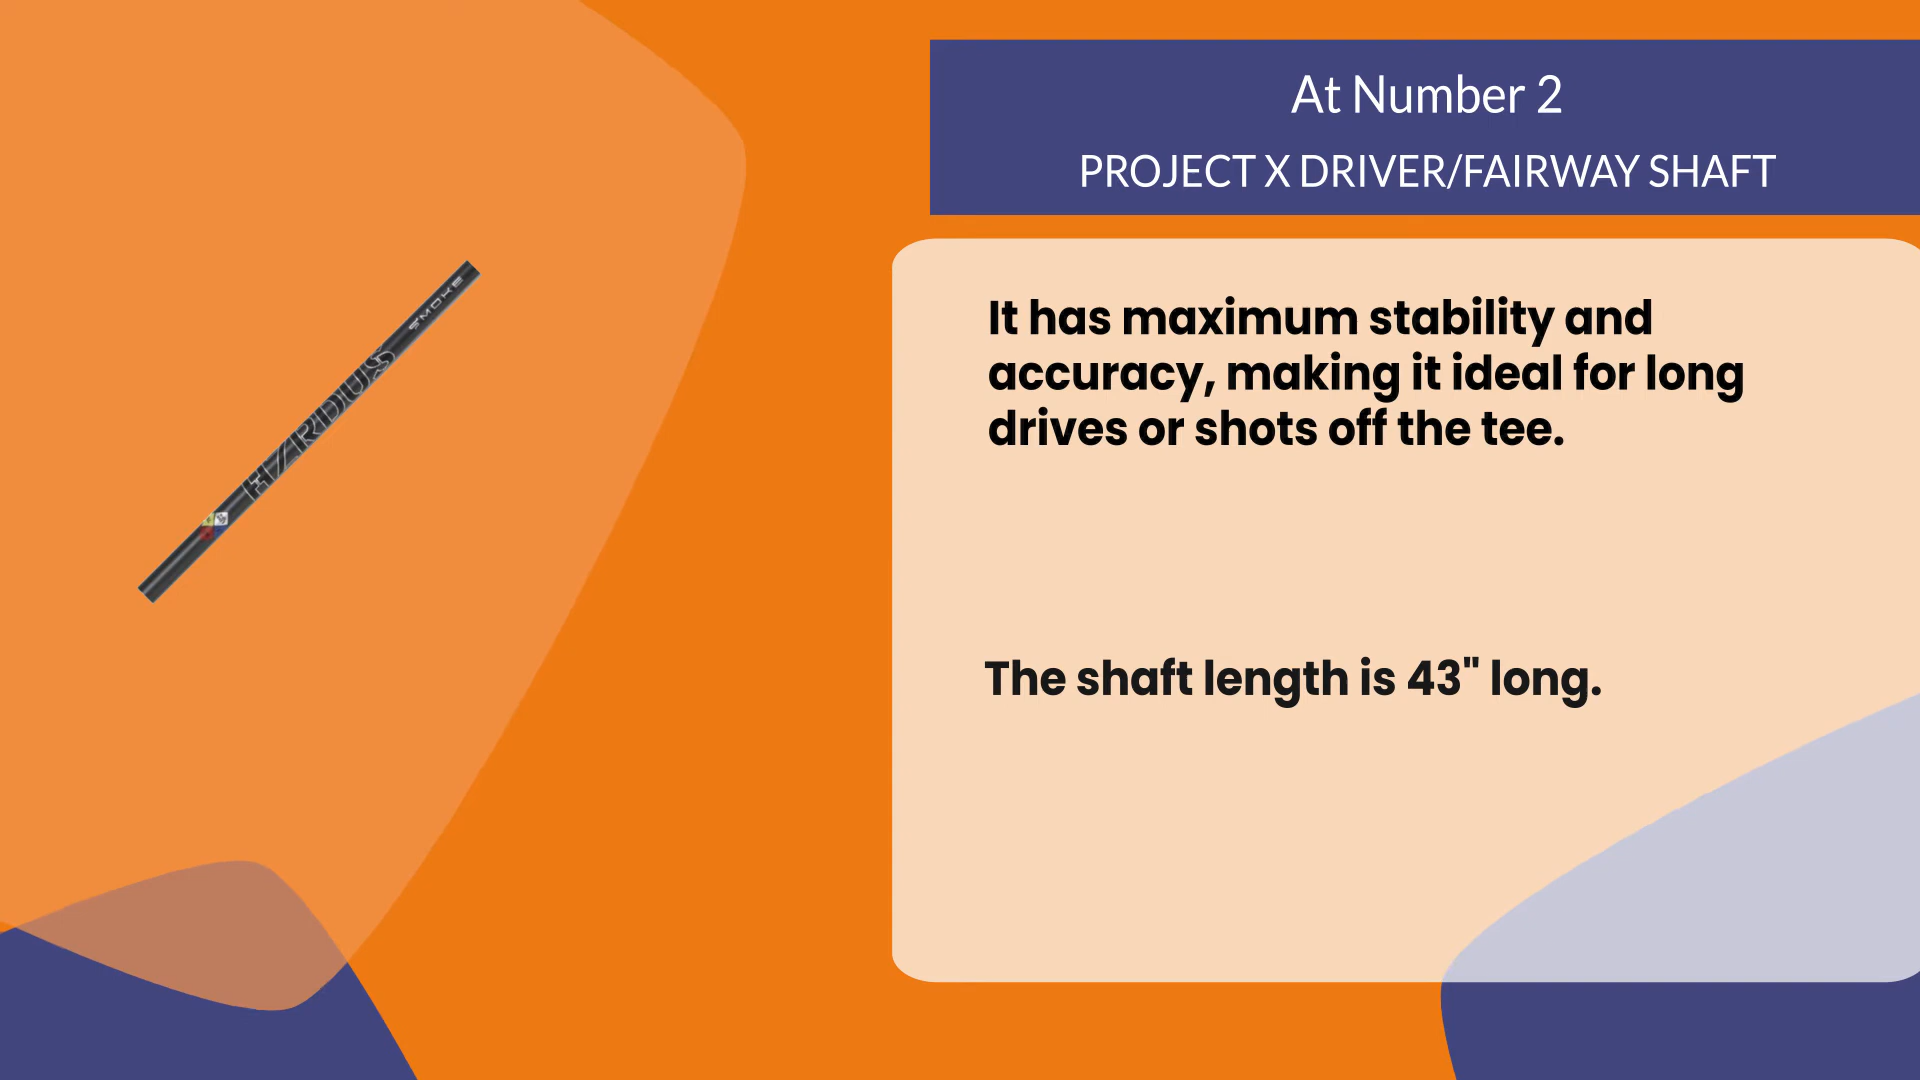 At Number 2
PROJECT X DRIVER/FAIRWAY SHAFT
It has maximum stability and
accuracy, making it ideal for long
drives or shots off the tee.
The shaft length is 43" long.
HZRDUS
SMOKE